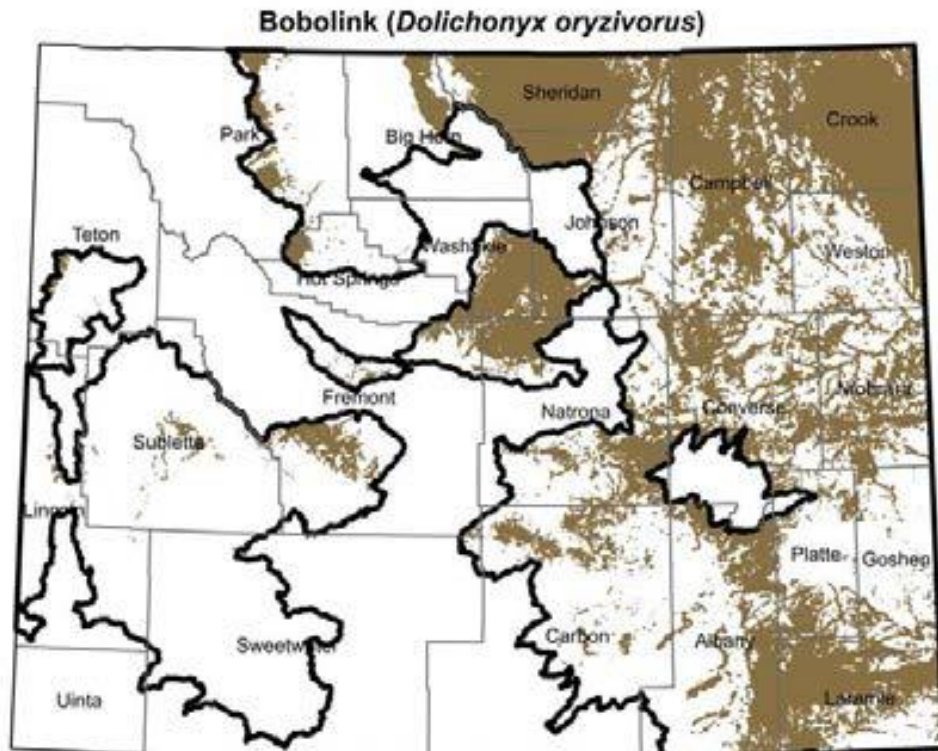 Bobolink (Dolichonyx oryzivorus)
Sheridan
Crook
Park
Big Horn
Campbell
Johnson
Teton
Washakie
Weston
Hot Springs
Fremont
Natrona
Converse
Niobrara
Sublette
Lincoln
Platte
Goshen
Sweetwater
Carbon
Albany
Uinta
Laramie